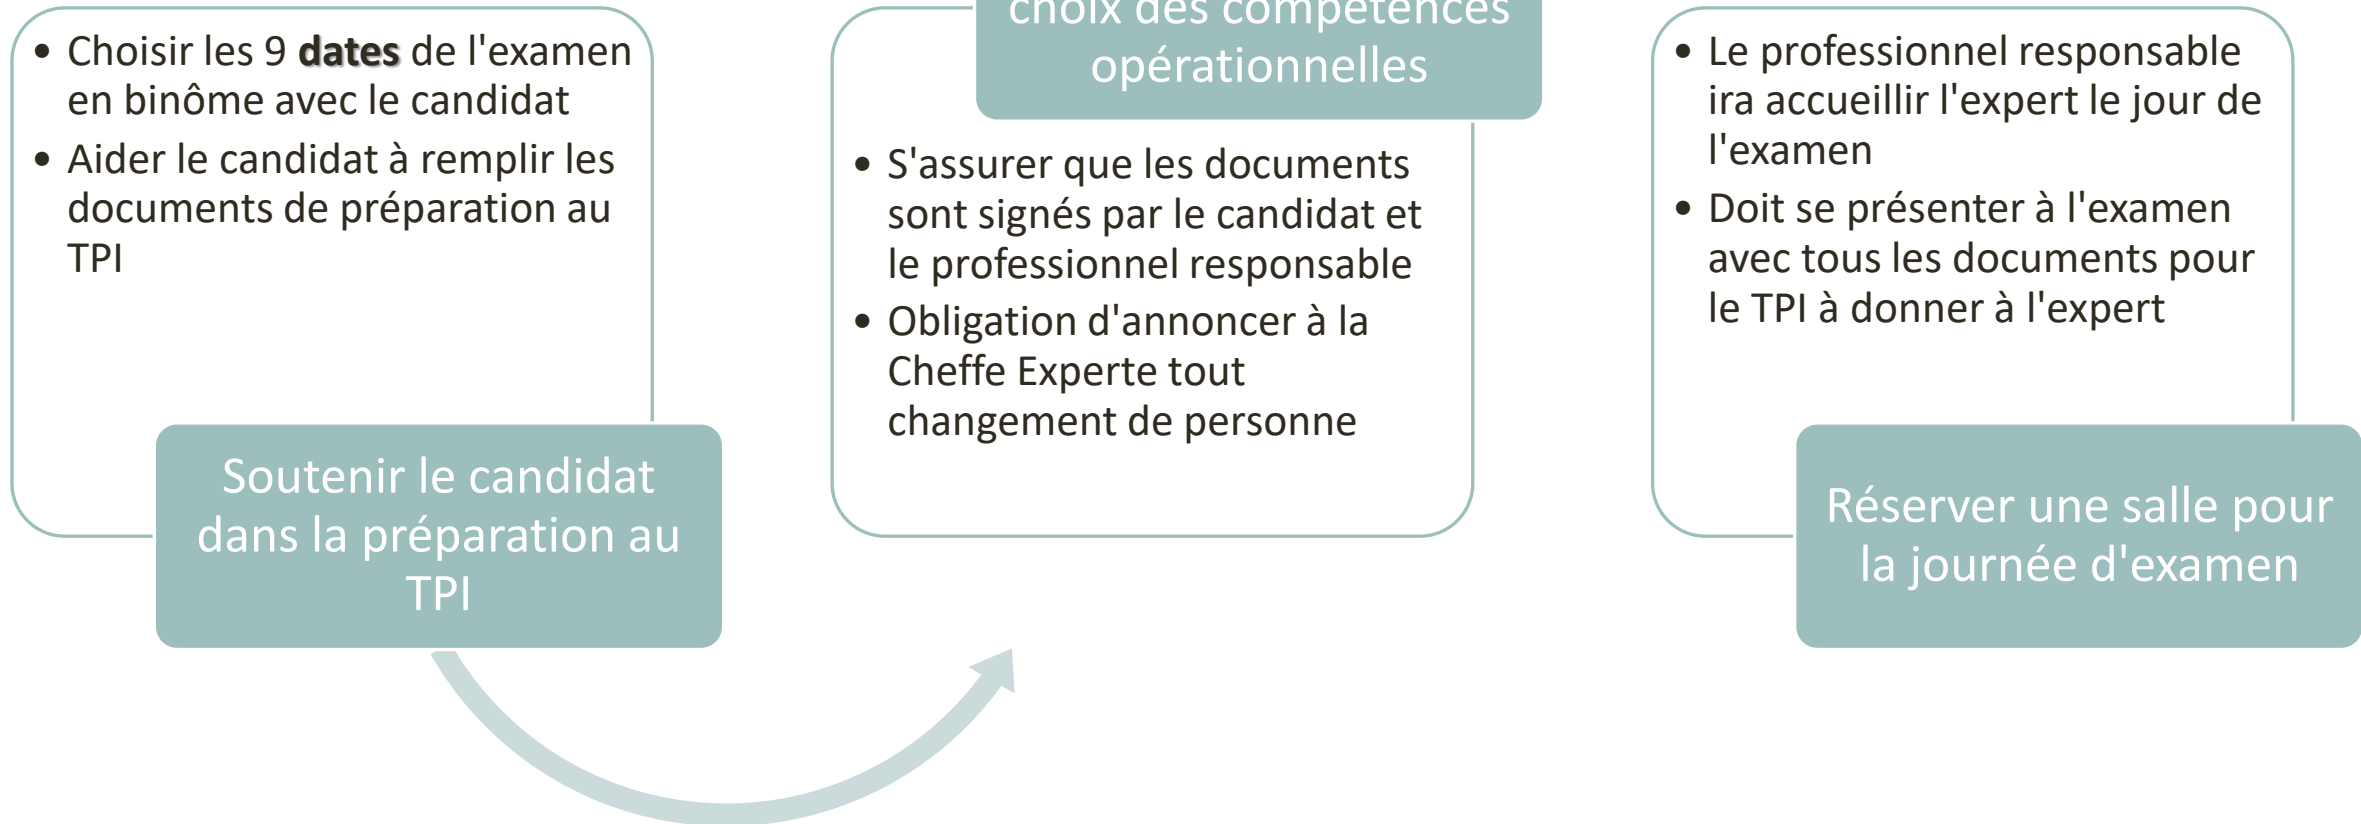 • Choisir les 9 dates de l'examen
en binôme avec le candidat
• Aider le candidat à remplir les
documents de préparation au
TPI
Soutenir le candidat
dans la préparation au
TPI
choix des compétences
opérationnelles
• S'assurer que les documents
sont signés par le candidat et
le professionnel responsable
• Obligation d'annoncer à la
Cheffe Experte tout
changement de personne
• Le professionnel responsable
ira accueillir l'expert le jour de
l'examen
• Doit se présenter à l'examen
avec tous les documents pour
le TPI à donner à l'expert
Réserver une salle pour
la journée d'examen